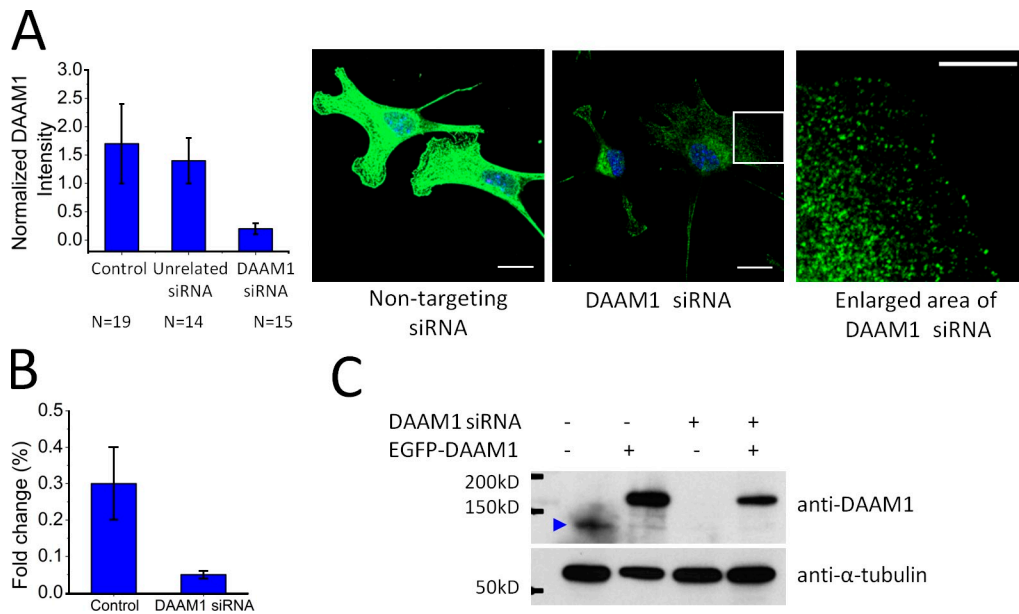 A
Normalized DAAM1
Intensity
3.0
2.5
2.0
1.5
1.0
0.5
0.0
Control Unrelated DAAM1
siRNA siRNA
N=19 N=14 N=15
Non-targeting
siRNA
DAAM1 siRNA
Enlarged area of
DAAM1 siRNA
B
Fold change (%)
0.5
0.4
0.3
0.2
0.1
0.0
Control DAAM1 siRNA
C
DAAM1 siRNA - - + +
EGFP-DAAM1 - + - +
200kD
150kD
anti-DAAM1
50kD
anti-α-tubulin